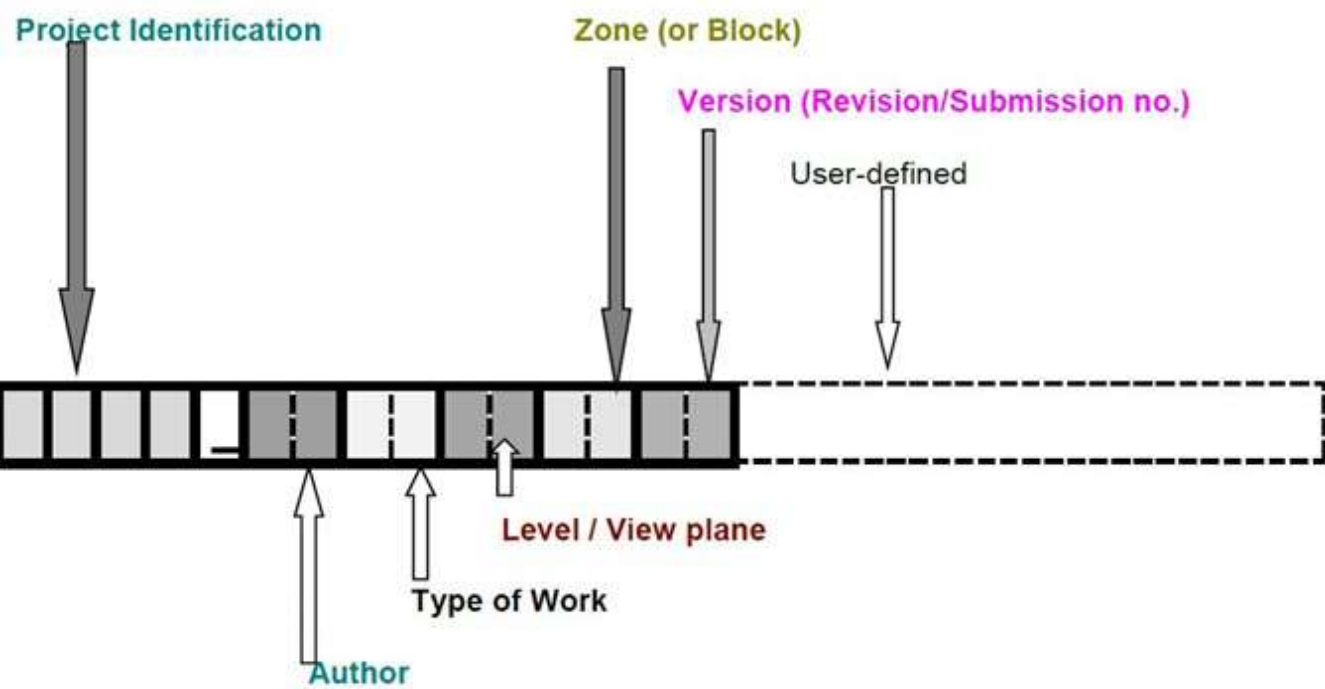 Project Identification
Zone (or Block)
Version (Revision/Submission no.)
User-defined
_
Level / View plane
Type of Work
Author